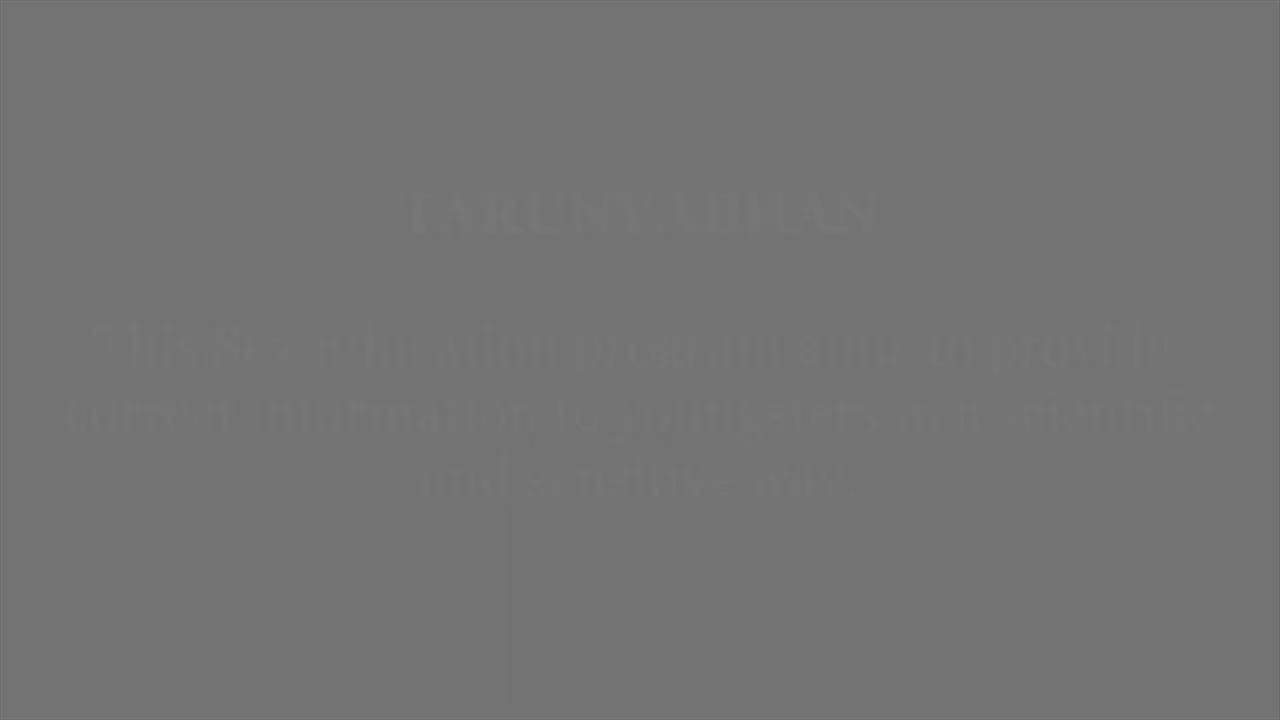 TARUNYABHAN
This Sex Education program aims to provide
correct information to youngsters in a scientific
and sensitive way.